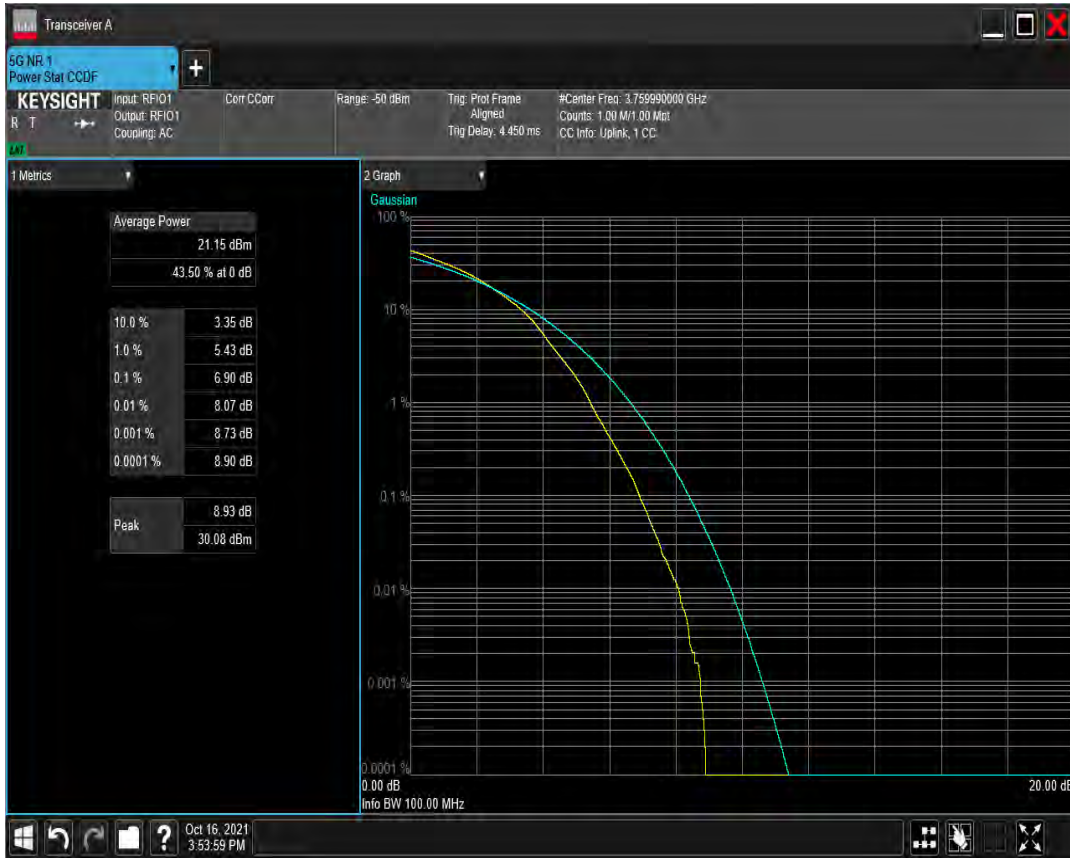 Transceiver A
5G NR 1
Power Stat CCDF
+
KEYSIGHT
R T
LXI
Input: RFIO1
Output: RFIO1
Coupling: AC
Corr CCorr
Range: -50 dBm
Trig: Prot Frame
Aligned
Trig Delay: 4.450 ms
#Center Freq: 3.759990000 GHz
Counts: 1.00 M/1.00 Mpt
CC Info: Uplink, 1 CC
1 Metrics
Average Power
21.15 dBm
43.50 % at 0 dB
10.0 % 3.35 dB
1.0 % 5.43 dB
0.1 % 6.90 dB
0.01 % 8.07 dB
0.001 % 8.73 dB
0.0001 % 8.90 dB
Peak 8.93 dB
30.08 dBm
2 Graph
Gaussian
100 %
10 %
1 %
0.1 %
0.01 %
0.001 %
0.0001 %
0.00 dB 20.00 dB
Info BW 100.00 MHz
?
Oct 16, 2021
3:53:59 PM